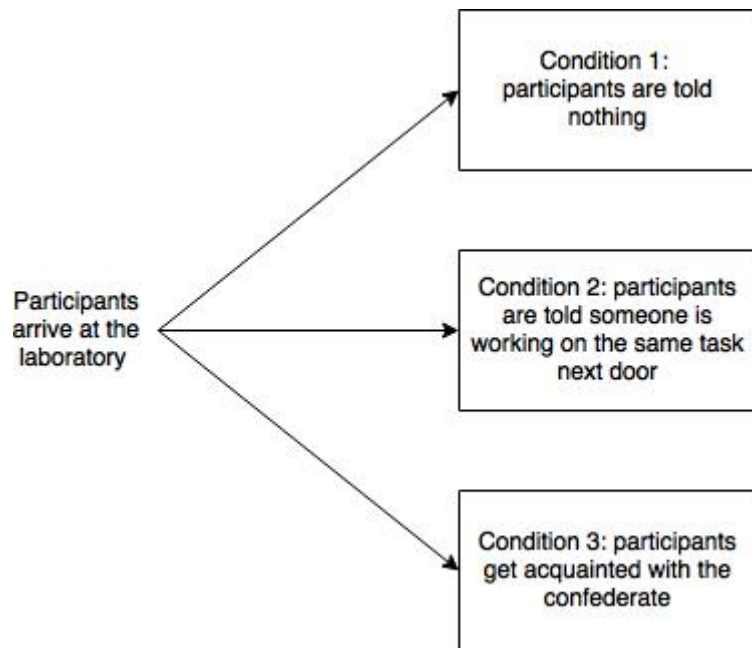 Condition 1:
participants are told
nothing
Participants
arrive at the
laboratory
Condition 2: participants
are told someone is
working on the same task
next door
Condition 3: participants
get acquainted with the
confederate